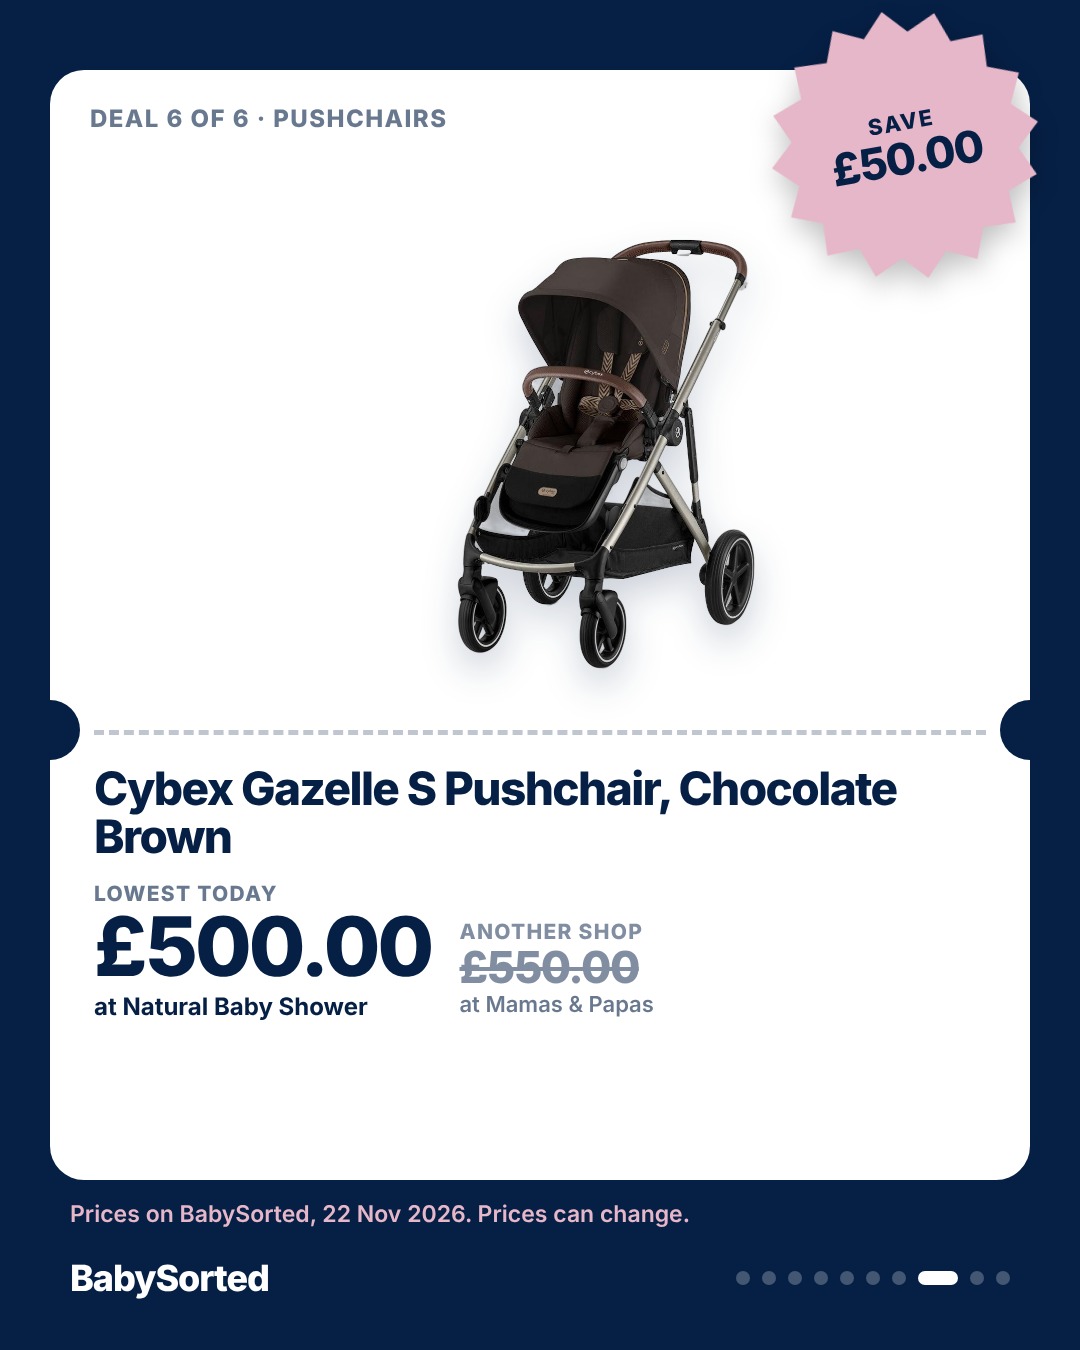 DEAL 6 OF 6 · PUSHCHAIRS
SAVE
£50.00
Cybex Gazelle S Pushchair, Chocolate
Brown
LOWEST TODAY
£500.00
at Natural Baby Shower
ANOTHER SHOP
£550.00
at Mamas & Papas
Prices on BabySorted, 22 Nov 2026. Prices can change.
BabySorted